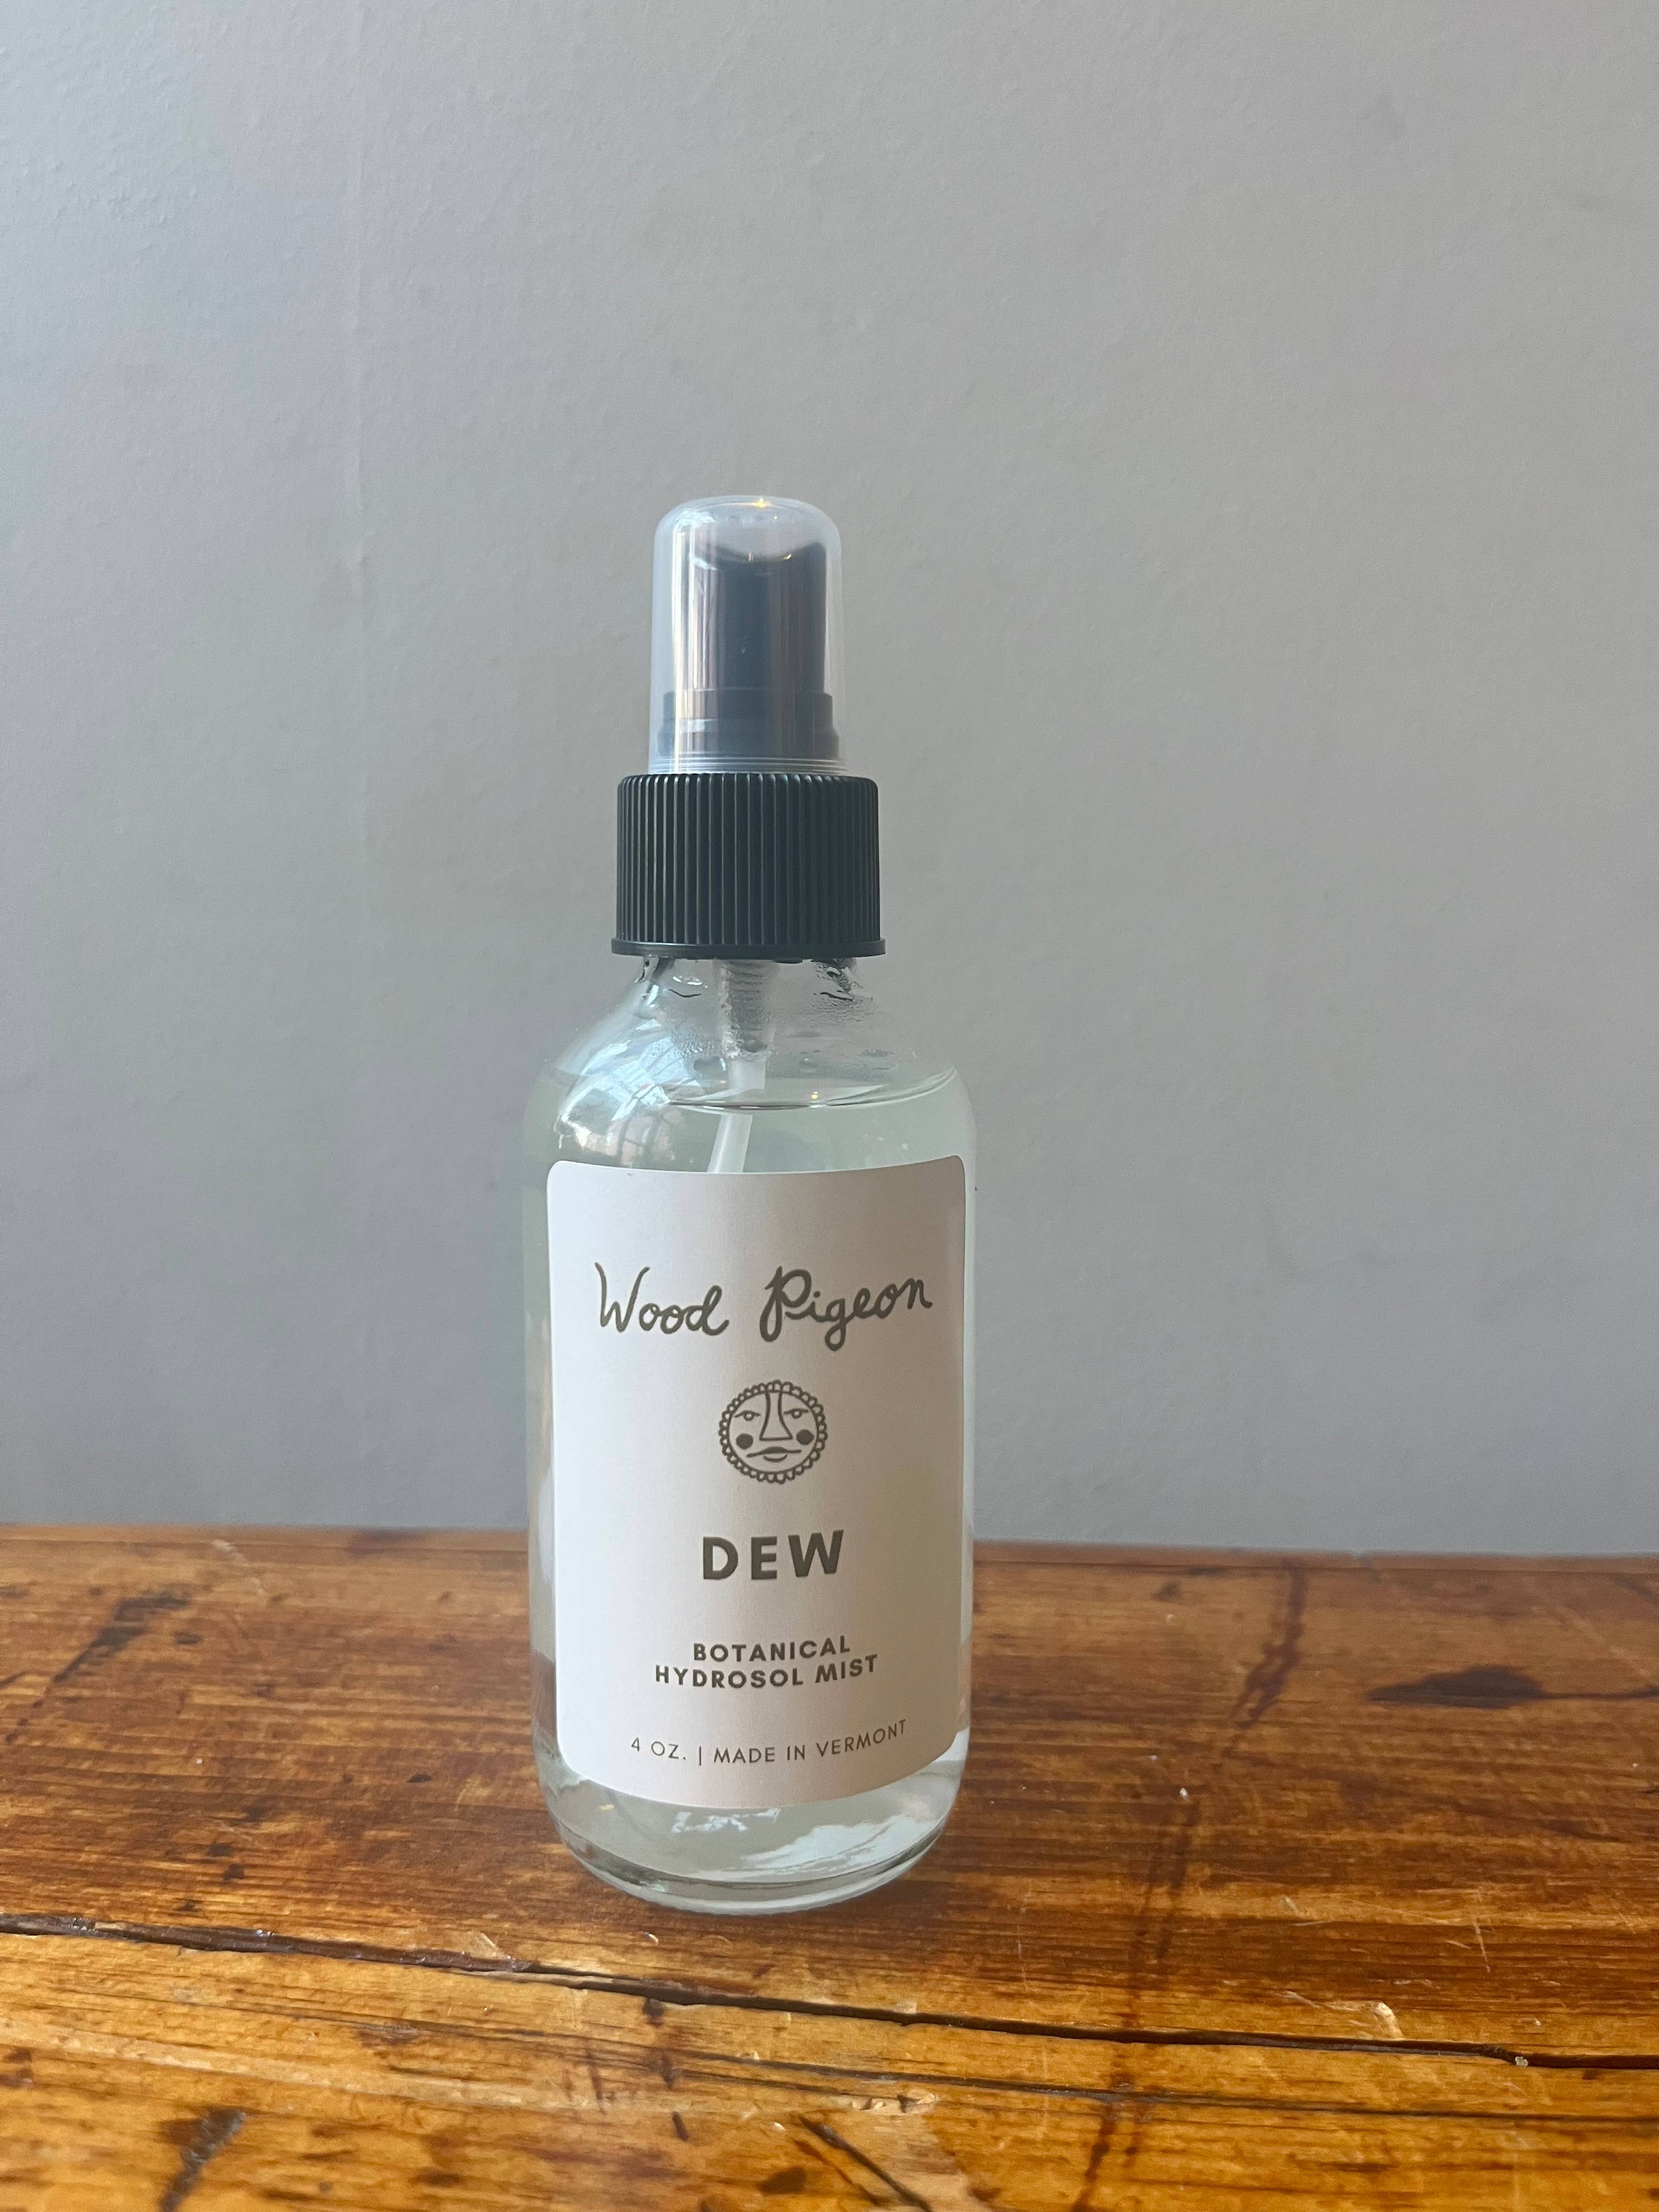 Wood Pigeon
DEW
BOTANICAL
HYDROSOL MIST
4 OZ. | MADE IN VERMONT